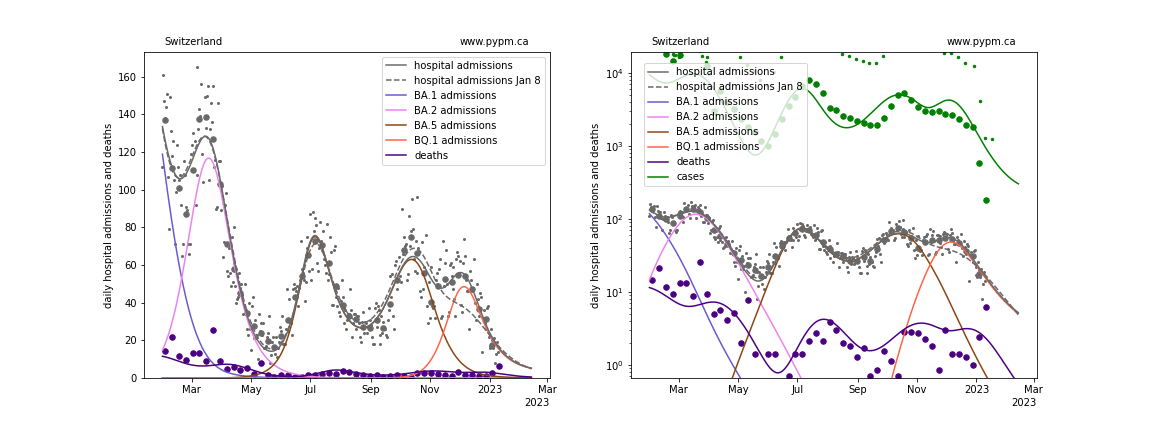 Switzerland www.pypm.ca
daily hospital admissions and deaths
160
140
120
100
80
60
40
20
0
hospital admissions
hospital admissions Jan 8
BA.1 admissions
BA.2 admissions
BA.5 admissions
BQ.1 admissions
deaths
Mar May Jul Sep Nov 2023 Mar
2023
Switzerland www.pypm.ca
daily hospital admissions and deaths
10⁴
10³
10²
10¹
10⁰
hospital admissions
hospital admissions Jan 8
BA.1 admissions
BA.2 admissions
BA.5 admissions
BQ.1 admissions
deaths
cases
Mar May Jul Sep Nov 2023 Mar
2023